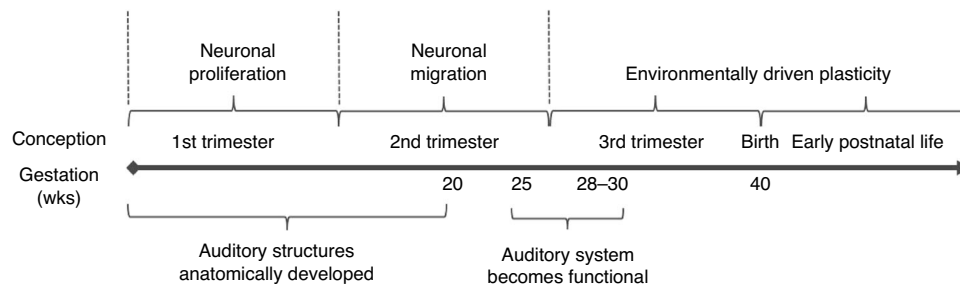 Neuronal
proliferation
Neuronal
migration
Environmentally driven plasticity
Conception
1st trimester
2nd trimester
3rd trimester
Birth
Early postnatal life
Gestation
(wks)
20
25
28–30
40
Auditory structures
anatomically developed
Auditory system
becomes functional